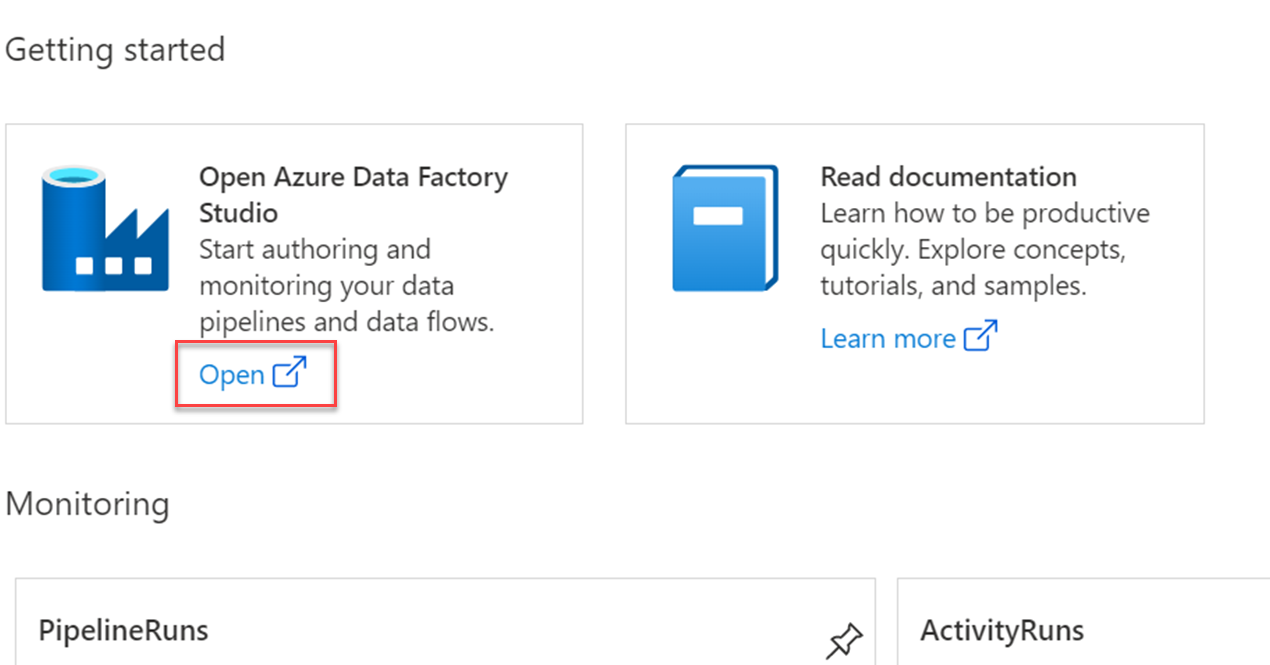 Getting started
Open Azure Data Factory
Studio
Start authoring and
monitoring your data
pipelines and data flows.
Open
Read documentation
Learn how to be productive
quickly. Explore concepts,
tutorials, and samples.
Learn more
Monitoring
PipelineRuns
ActivityRuns